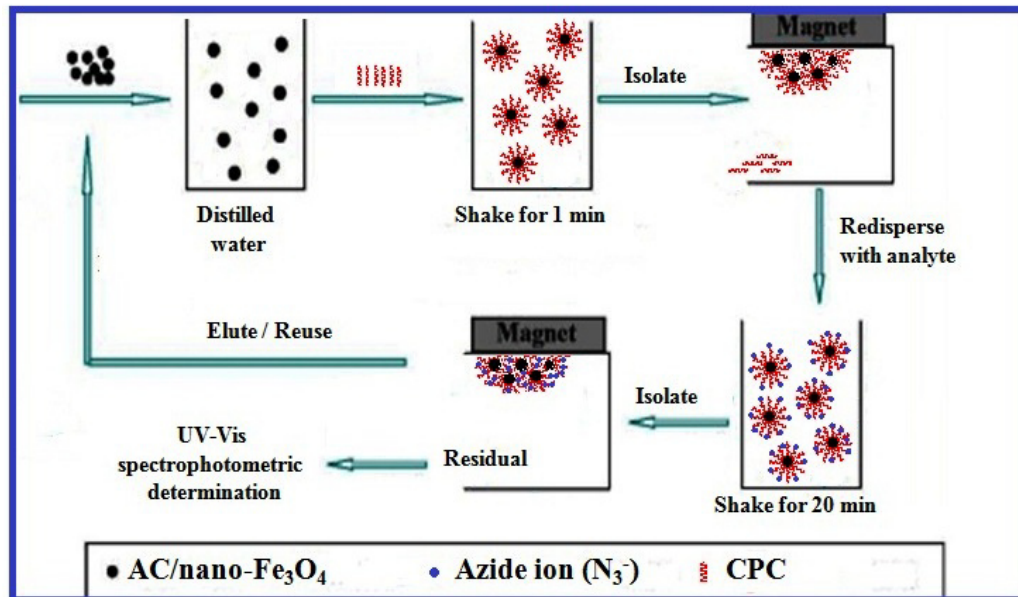 Magnet
Isolate
Distilled
water
Shake for 1 min
Redisperse
with analyte
Elute / Reuse
Magnet
Isolate
UV-Vis
spectrophotometric
determination
Residual
Shake for 20 min
AC/nano-Fe₃O₄ Azide ion (N₃⁻) CPC